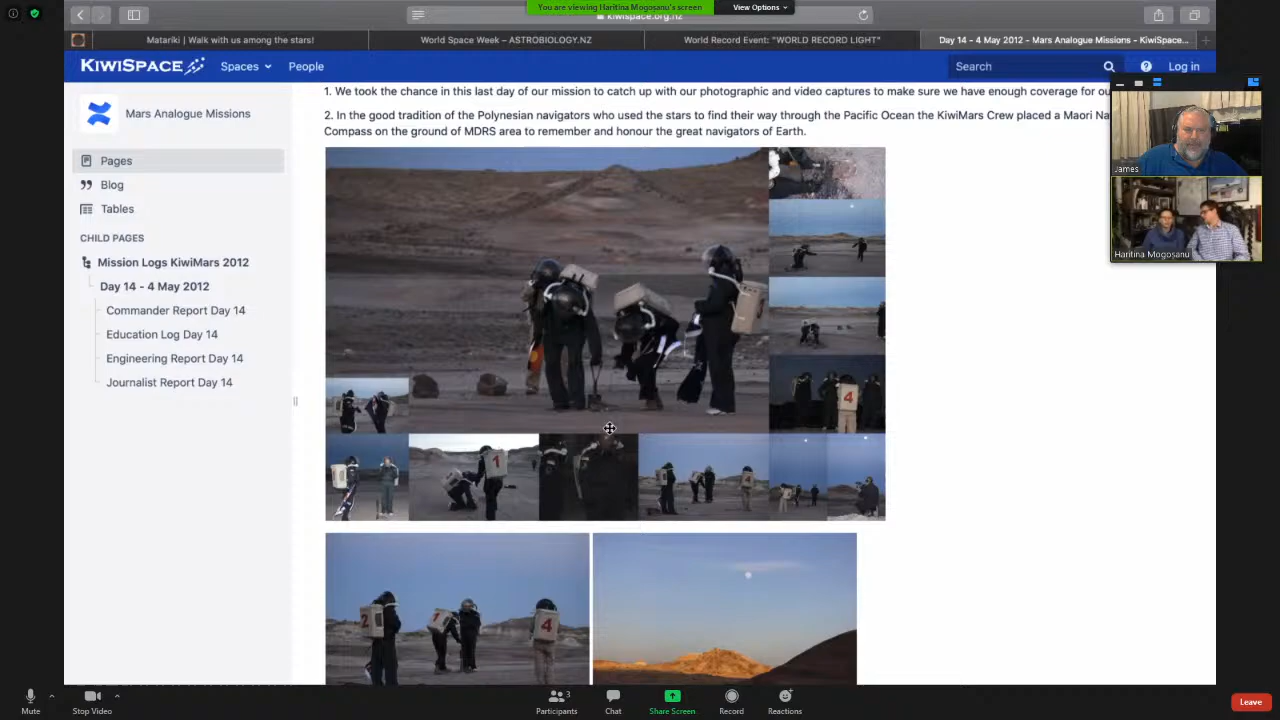 You are viewing Haritina Mogoșanu's screen
View Options
kiwispace.org.nz
Matariki | Walk with us among the stars!
World Space Week – ASTROBIOLOGY.NZ
World Record Event: "WORLD RECORD LIGHT"
Day 14 - 4 May 2012 - Mars Analogue Missions - KiwiSpace...
KIWISPACE
Spaces
People
Search
Log in
Mars Analogue Missions
Pages
Blog
Tables
CHILD PAGES
Mission Logs KiwiMars 2012
Day 14 - 4 May 2012
Commander Report Day 14
Education Log Day 14
Engineering Report Day 14
Journalist Report Day 14
1. We took the chance in this last day of our mission to catch up with our photographic and video captures to make sure we have enough coverage for ou
2. In the good tradition of the Polynesian navigators who used the stars to find their way through the Pacific Ocean the KiwiMars Crew placed a Maori Na
Compass on the ground of MDRS area to remember and honour the great navigators of Earth.
4
1
2
1
4
James
Haritina Mogoșanu
Mute
Stop Video
Participants
3
Chat
Share Screen
Record
Reactions
Leave